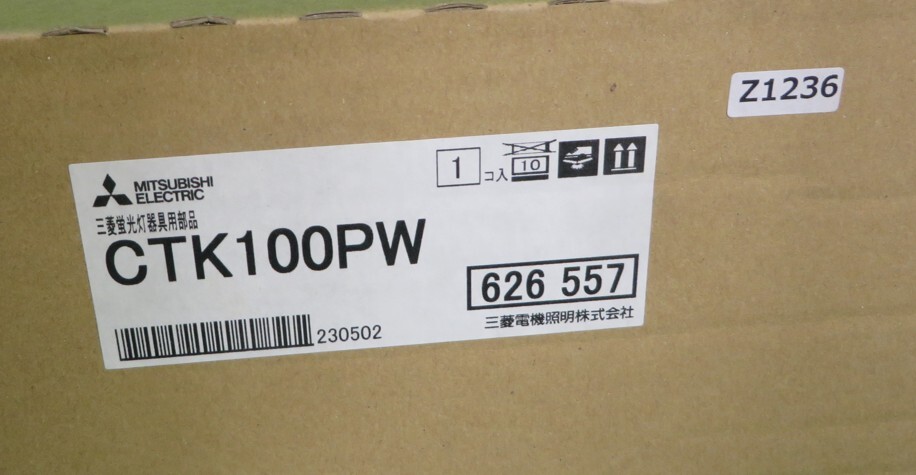 Z1236
MITSUBISHI
ELECTRIC
1 コ入
10
三菱蛍光灯器具用部品
CTK100PW
626 557
230502
三菱電機照明株式会社